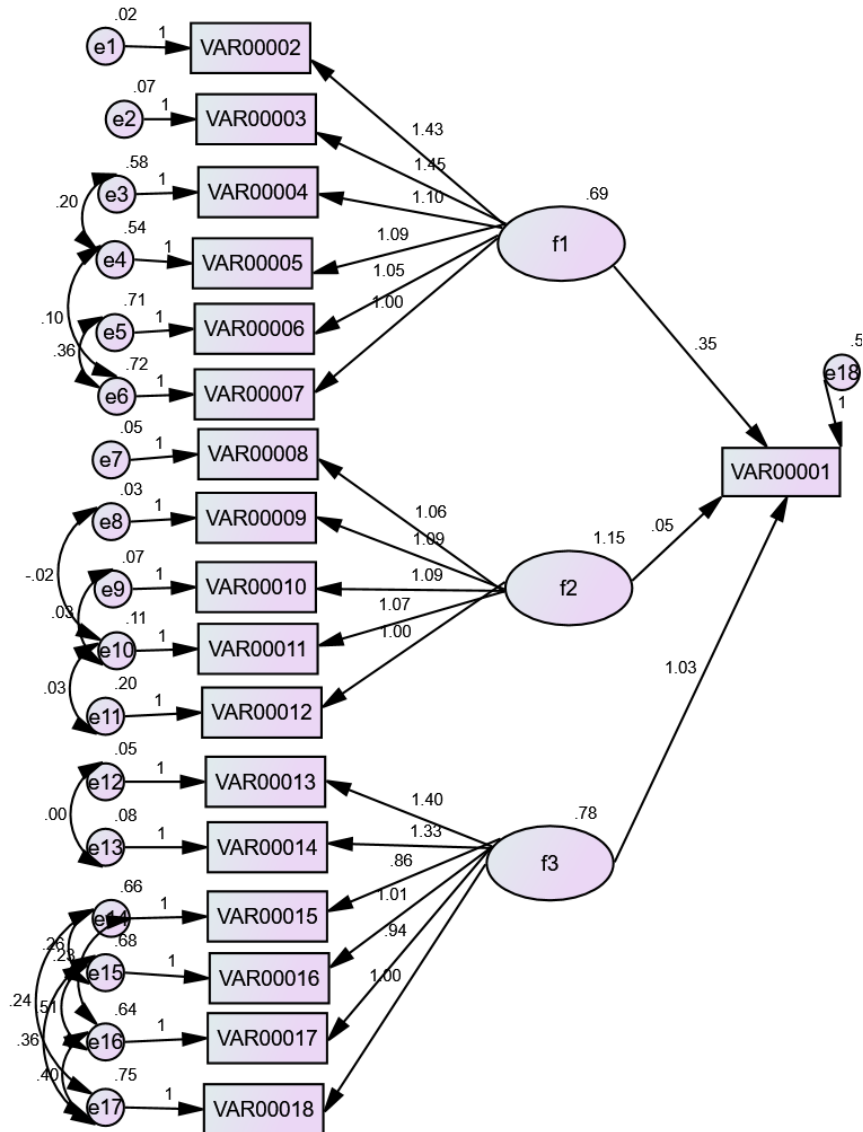 .02
e1
1
VAR00002
.07
e2
1
VAR00003
1.43
1.45
.58
e3
1
VAR00004
1.10
.69
f1
.20
.54
e4
1
VAR00005
1.09
1.05
.71
e5
1
VAR00006
1.00
.10
.36
.72
e6
1
VAR00007
.35
.5
e18
1
VAR00001
.05
e7
1
VAR00008
.03
e8
1
VAR00009
1.06
1.09
1.15
.05
f2
-.02
.07
e9
1
VAR00010
1.09
1.07
.03
.11
e10
1
VAR00011
1.00
.03
.20
e11
1
VAR00012
1.03
.05
e12
1
VAR00013
1.40
.00
.08
e13
1
VAR00014
1.33
.78
f3
.86
.66
e14
1
VAR00015
1.01
.94
.26
.23
.68
e15
1
VAR00016
1.00
.24
.51
.64
e16
1
VAR00017
.36
.40
.75
e17
1
VAR00018